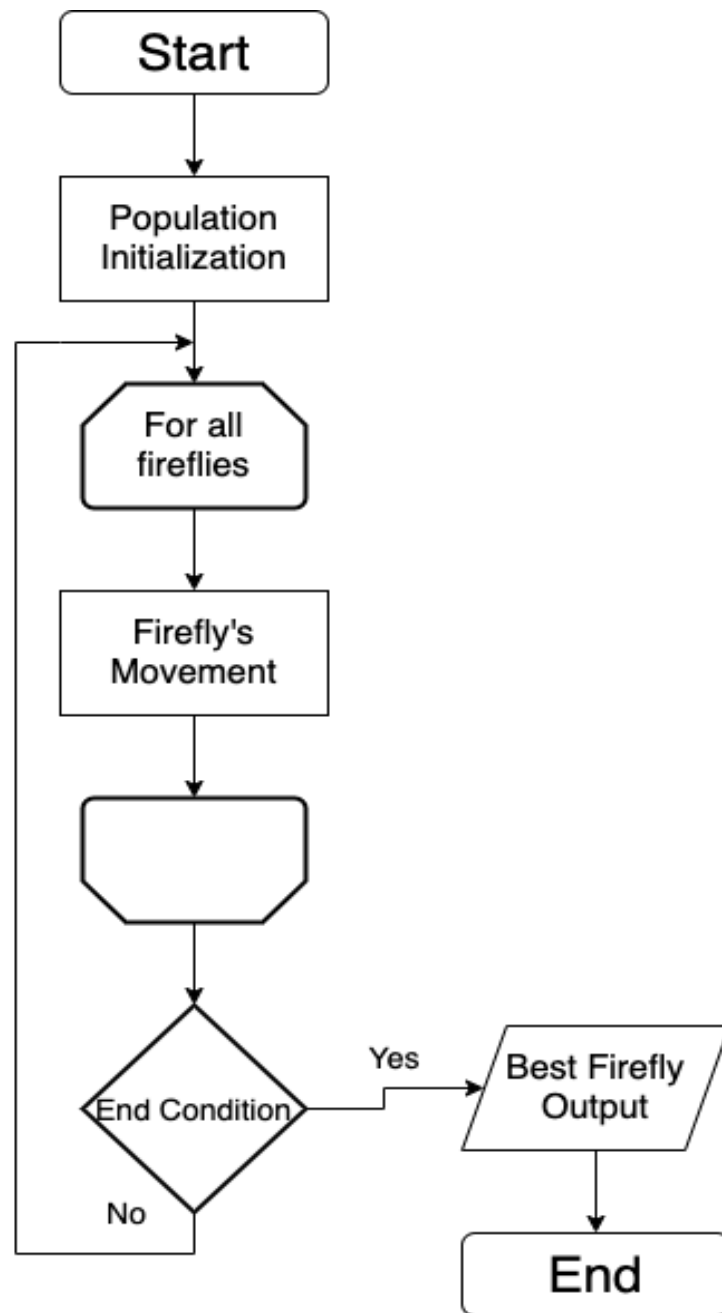 Start
Population
Initialization
For all
fireflies
Firefly's
Movement
End Condition
Yes
No
Best Firefly
Output
End